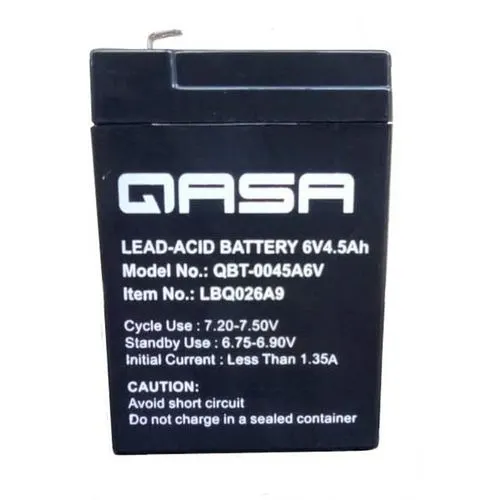 QASA
LEAD-ACID BATTERY 6V4.5Ah
Model No.: QBT-0045A6V
Item No.: LBQ026A9
Cycle Use : 7.20-7.50V
Standby Use : 6.75-6.90V
Initial Current : Less Than 1.35A
CAUTION:
Avoid short circuit
Do not charge in a sealed container